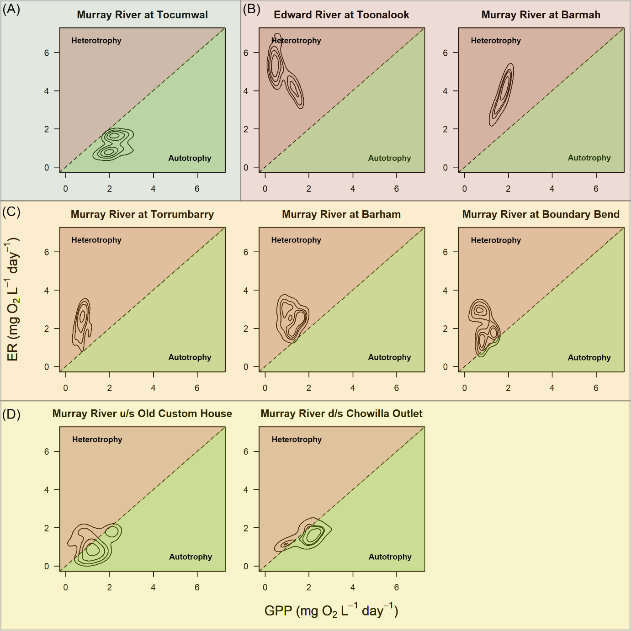 (A) Murray River at Tocumwal (B) Edward River at Toonalook Murray River at Barmah
Heterotrophy Heterotrophy Heterotrophy
6 6 6
4 4 4
2 2 2
Autotrophy Autotrophy Autotrophy
0 0 0
0 2 4 6 0 2 4 6 0 2 4 6
(C) Murray River at Torrumbarry Murray River at Barham Murray River at Boundary Bend
Heterotrophy Heterotrophy Heterotrophy
6 6 6
4 4 4
ER (mg O₂ L⁻¹ day⁻¹)
2 2 2
Autotrophy Autotrophy Autotrophy
0 0 0
0 2 4 6 0 2 4 6 0 2 4 6
(D) Murray River u/s Old Custom House Murray River d/s Chowilla Outlet
Heterotrophy Heterotrophy
6 6
4 4
2 2
Autotrophy Autotrophy
0 0
0 2 4 6 0 2 4 6
GPP (mg O₂ L⁻¹ day⁻¹)